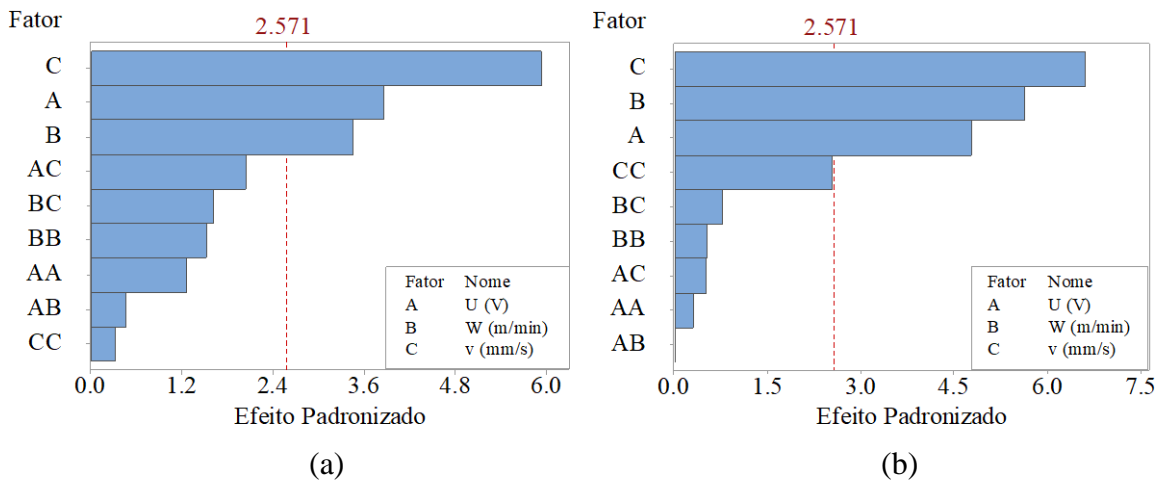 Fator
2.571
C
A
B
AC
BC
BB
AA
AB
CC
Fator Nome
A U (V)
B W (m/min)
C v (mm/s)
0.0 1.2 2.4 3.6 4.8 6.0
Efeito Padronizado
(a)
Fator
2.571
C
B
A
CC
BC
BB
AC
AA
AB
Fator Nome
A U (V)
B W (m/min)
C v (mm/s)
0.0 1.5 3.0 4.5 6.0 7.5
Efeito Padronizado
(b)